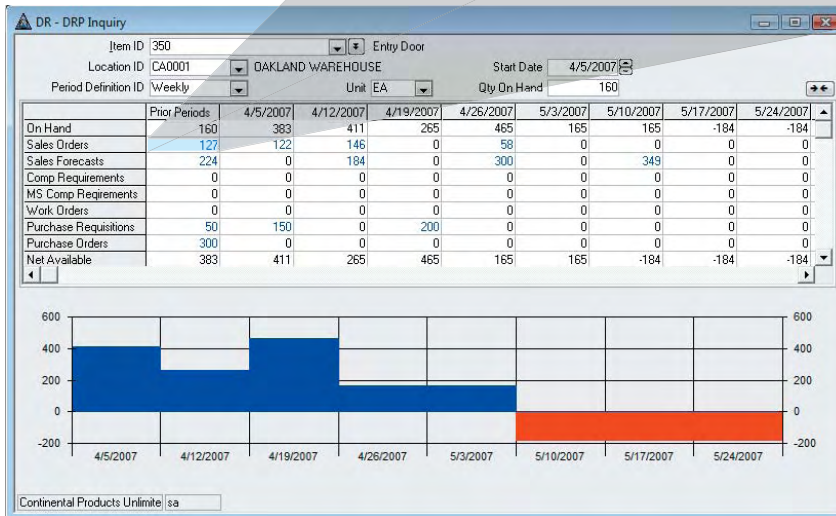 DR - DRP Inquiry
Item ID 350 Entry Door
Location ID CA0001 OAKLAND WAREHOUSE Start Date 4/5/2007
Period Definition ID Weekly Unit EA Qty On Hand 160
Prior Periods 4/5/2007 4/12/2007 4/19/2007 4/26/2007 5/3/2007 5/10/2007 5/17/2007 5/24/2007
On Hand 160 383 411 265 465 165 165 -184 -184
Sales Orders 127 122 146 0 58 0 0 0 0
Sales Forecasts 224 0 184 0 300 0 349 0 0
Comp Requirements 0 0 0 0 0 0 0 0 0
MS Comp Reqirements 0 0 0 0 0 0 0 0 0
Work Orders 0 0 0 0 0 0 0 0 0
Purchase Requisitions 50 150 0 200 0 0 0 0 0
Purchase Orders 300 0 0 0 0 0 0 0 0
Net Available 383 411 265 465 165 165 -184 -184 -184
600 600
400 400
200 200
0 0
-200 -200
4/5/2007 4/12/2007 4/19/2007 4/26/2007 5/3/2007 5/10/2007 5/17/2007 5/24/2007
Continental Products Unlimite sa